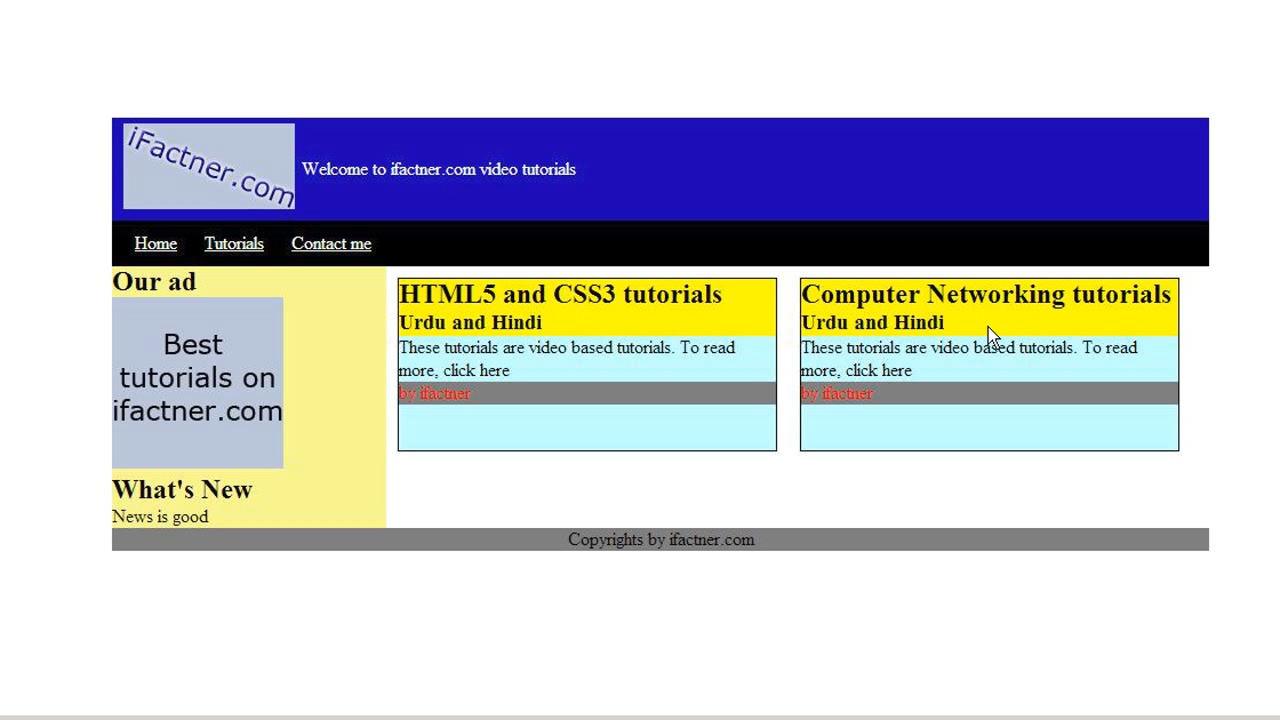 iFactner.com
Welcome to ifactner.com video tutorials
Home Tutorials Contact me
Our ad
Best
tutorials on
ifactner.com
What's New
News is good
HTML5 and CSS3 tutorials
Urdu and Hindi
These tutorials are video based tutorials. To read
more, click here
by ifactner
Computer Networking tutorials
Urdu and Hindi
These tutorials are video based tutorials. To read
more, click here
by ifactner
Copyrights by ifactner.com